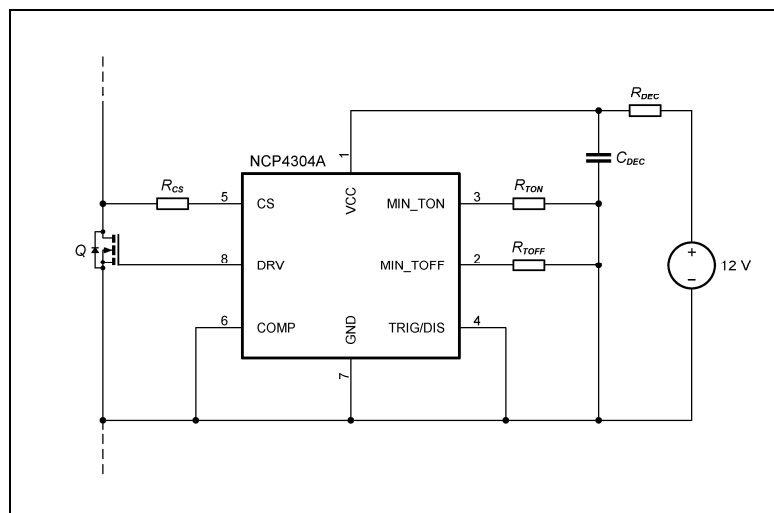 R_DEC
C_DEC
NCP4304A
1
VCC
R_CS
5
CS
MIN_TON
3
R_TON
Q
8
DRV
MIN_TOFF
2
R_TOFF
+
−
12 V
6
COMP
GND
TRIG/DIS
4
7